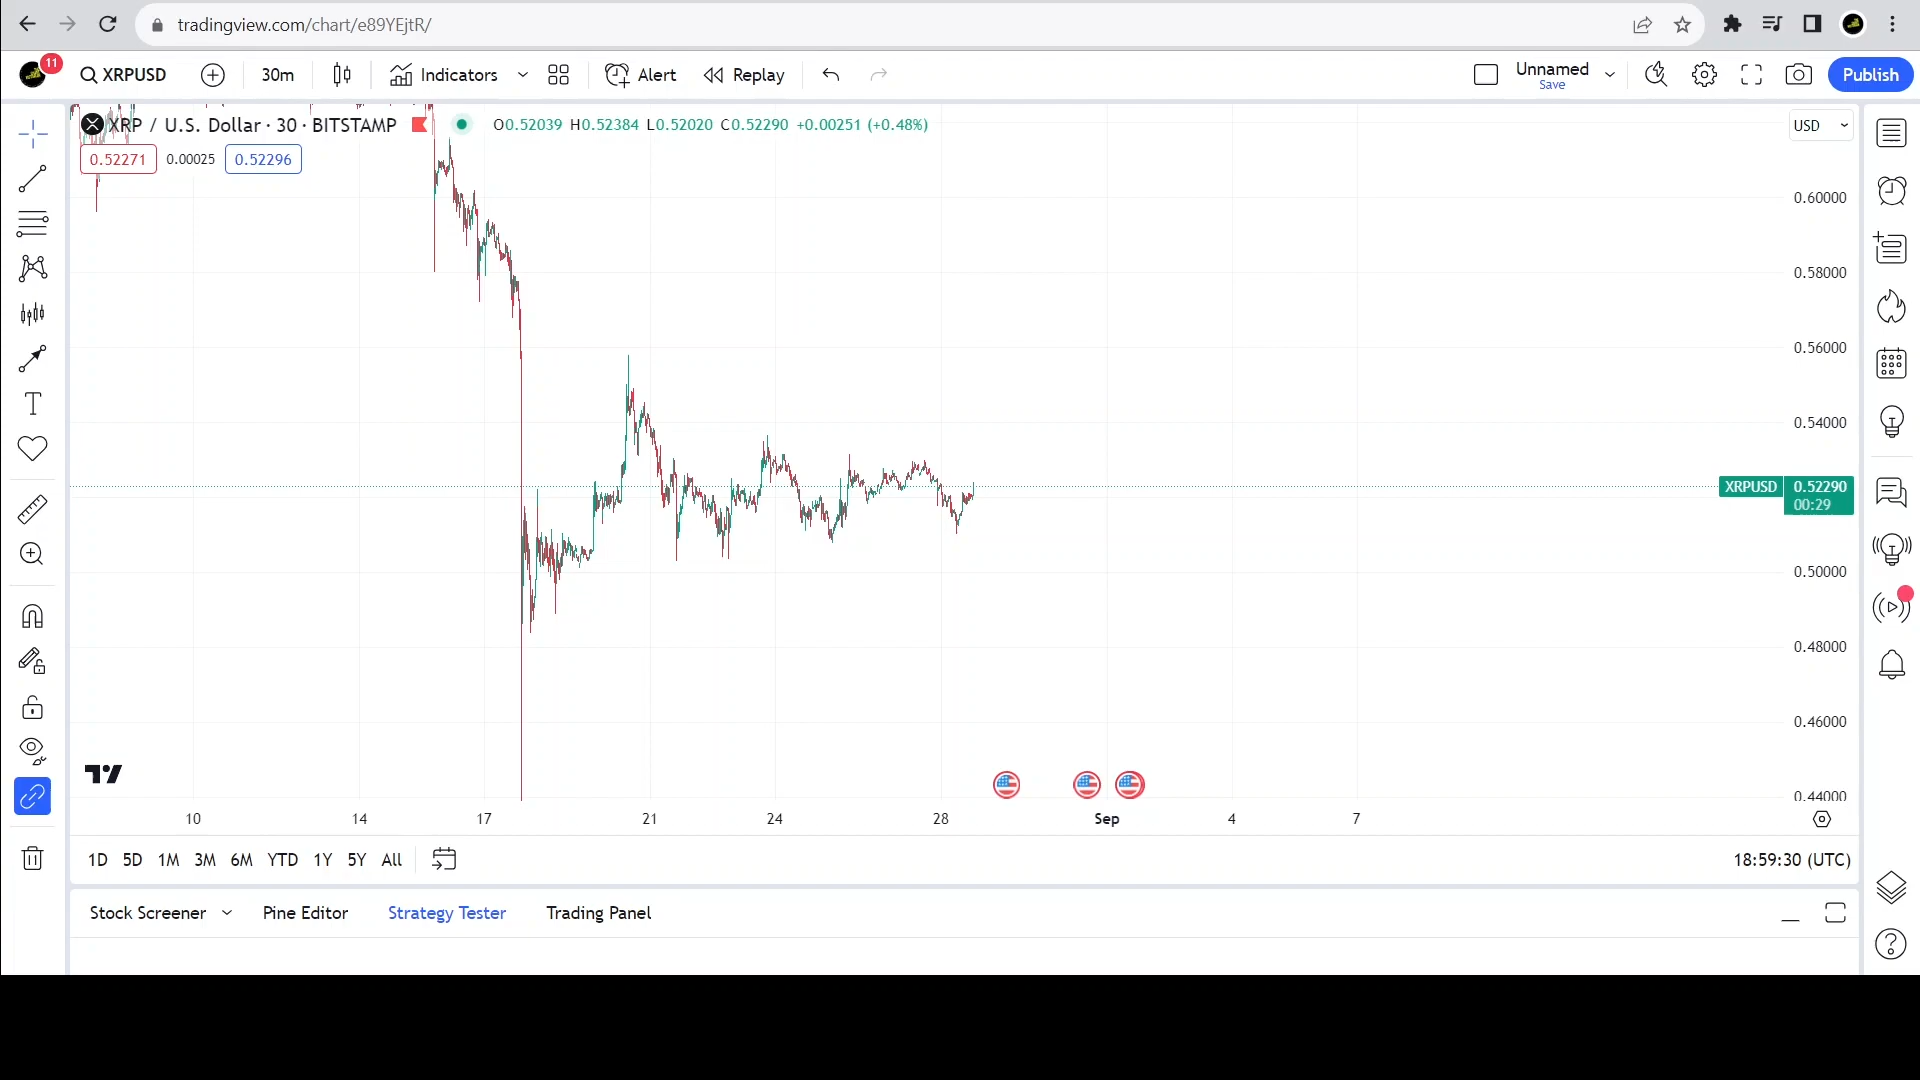 tradingview.com/chart/e89YEjtR/
11
XRPUSD
30m
Indicators
Alert
Replay
Unnamed
Save
Publish
XRP / U.S. Dollar · 30 · BITSTAMP
O0.52039 H0.52384 L0.52020 C0.52290 +0.00251 (+0.48%)
USD
0.52271 0.00025 0.52296
0.60000
0.58000
0.56000
0.54000
XRPUSD 0.52290
00:29
0.50000
0.48000
0.46000
0.44000
10 14 17 21 24 28 Sep 4 7
1D 5D 1M 3M 6M YTD 1Y 5Y All
18:59:30 (UTC)
Stock Screener Pine Editor Strategy Tester Trading Panel